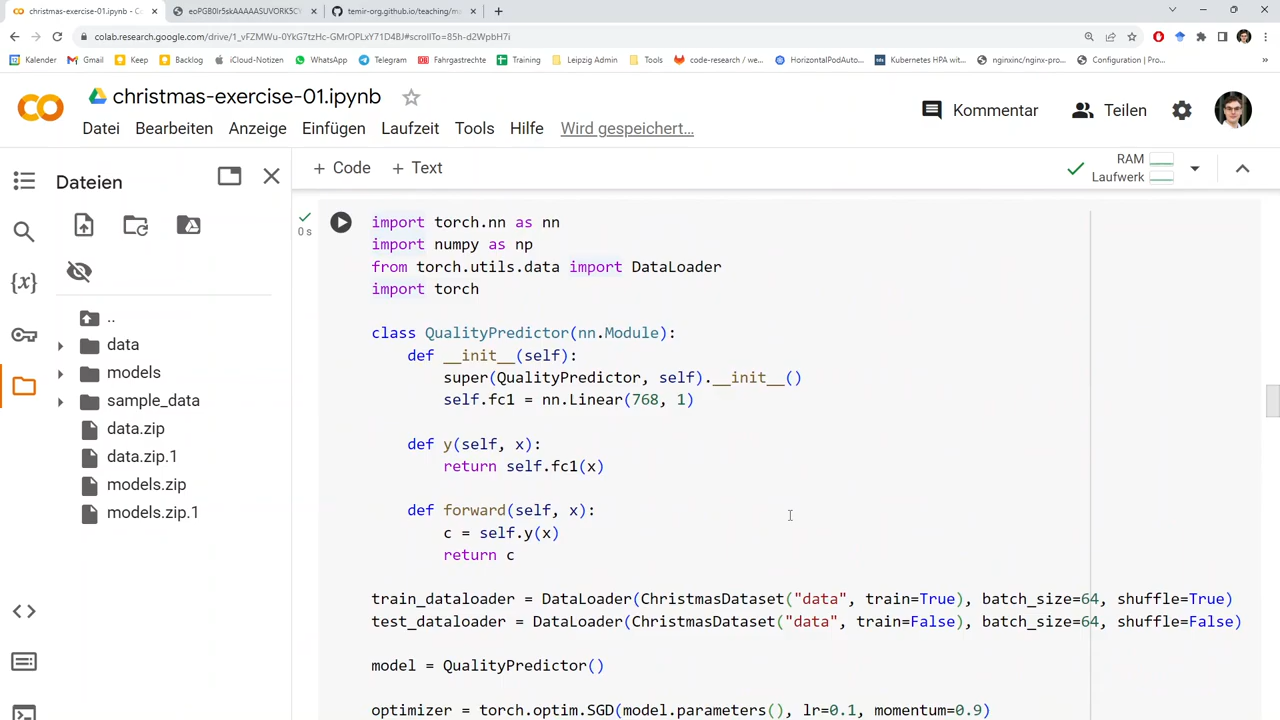 christmas-exercise-01.ipynb -
eoPGB0Ir5skAAAAASUVORK5CY
temir-org.github.io/teaching/m
colab.research.google.com/drive/1_vFZMWu-0YkG7tzHc-GMrOPLxY71D4BJ#scrollTo=85h-d2WpbH7i
Kalender Gmail Keep Backlog iCloud-Notizen WhatsApp Telegram Fahrgastrechte Training Leipzig Admin Tools code-research / we... HorizontalPodAuto... Kubernetes HPA wit... nginxinc/nginx-pro... Configuration | Pro...
christmas-exercise-01.ipynb
Datei Bearbeiten Anzeige Einfügen Laufzeit Tools Hilfe Wird gespeichert...
Kommentar Teilen
Dateien
+ Code + Text
RAM
Laufwerk
..
data
models
sample_data
data.zip
data.zip.1
models.zip
models.zip.1
0 s
import torch.nn as nn
import numpy as np
from torch.utils.data import DataLoader
import torch
class QualityPredictor(nn.Module):
def __init__(self):
super(QualityPredictor, self).__init__()
self.fc1 = nn.Linear(768, 1)
def y(self, x):
return self.fc1(x)
def forward(self, x):
c = self.y(x)
return c
train_dataloader = DataLoader(ChristmasDataset("data", train=True), batch_size=64, shuffle=True)
test_dataloader = DataLoader(ChristmasDataset("data", train=False), batch_size=64, shuffle=False)
model = QualityPredictor()
optimizer = torch.optim.SGD(model.parameters(), lr=0.1, momentum=0.9)